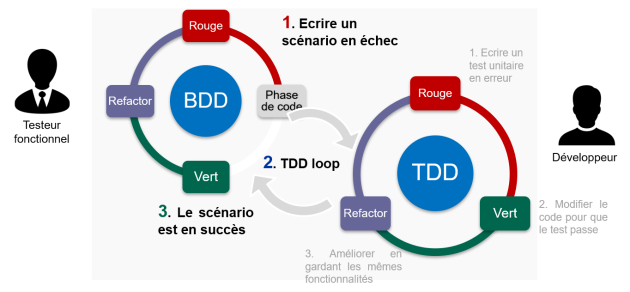 Rouge
1. Ecrire un
scénario en échec
Testeur
fonctionnel
Refactor
BDD
Phase
de code
Vert
3. Le scénario
est en succès
2. TDD loop
1. Ecrire un
test unitaire
en erreur
Rouge
TDD
Développeur
Refactor
Vert
2. Modifier le
code pour que
le test passe
3. Améliorer en
gardant les mêmes
fonctionnalités